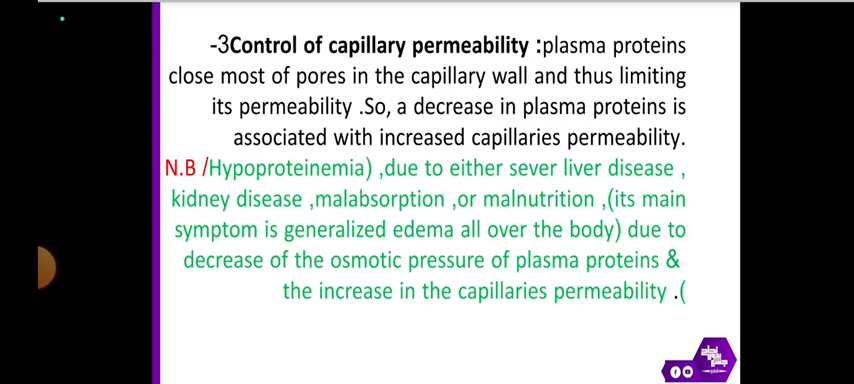 -3Control of capillary permeability :plasma proteins
close most of pores in the capillary wall and thus limiting
its permeability .So, a decrease in plasma proteins is
associated with increased capillaries permeability.
N.B /Hypoproteinemia) ,due to either sever liver disease ,
kidney disease ,malabsorption ,or malnutrition ,(its main
symptom is generalized edema all over the body) due to
decrease of the osmotic pressure of plasma proteins &
the increase in the capillaries permeability .(